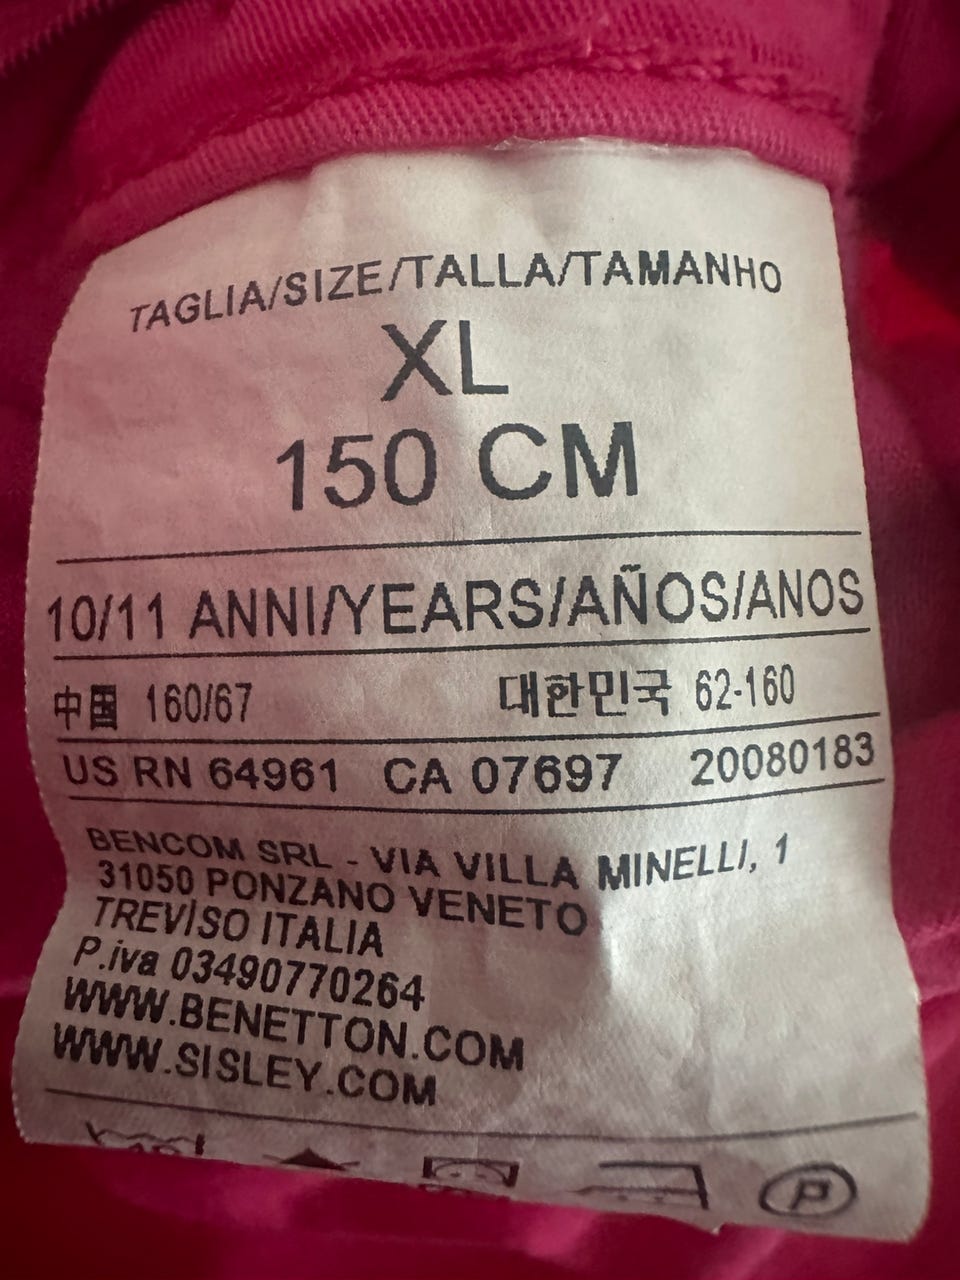 TAGLIA/SIZE/TALLA/TAMANHO
XL
150 CM
10/11 ANNI/YEARS/AÑOS/ANOS
中国 160/67 대한민국 62-160
US RN 64961 CA 07697 20080183
BENCOM SRL - VIA VILLA MINELLI, 1
31050 PONZANO VENETO
TREVISO ITALIA
P.iva 03490770264
WWW.BENETTON.COM
WWW.SISLEY.COM
P